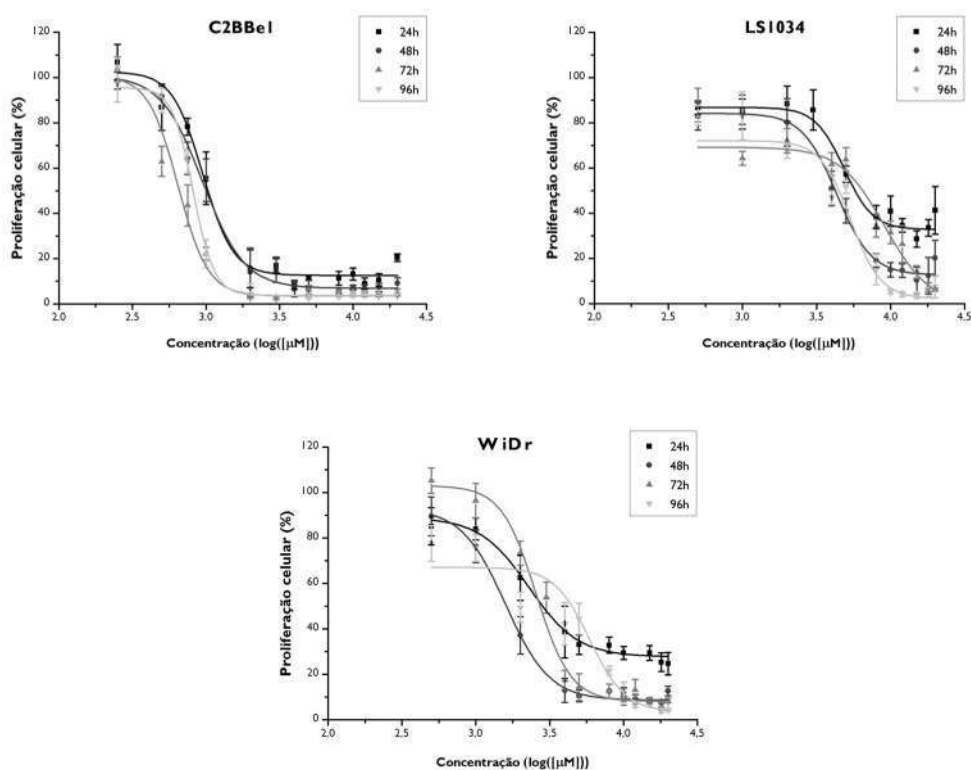 C2BBe1
24h
48h
72h
96h
Proliferação celular (%)
120
100
80
60
40
20
0
2.0 2.5 3.0 3.5 4.0 4.5
Concentração (log([µM]))
LS1034
24h
48h
72h
96h
Proliferação celular (%)
120
100
80
60
40
20
0
2.0 2.5 3.0 3.5 4.0 4.5
Concentração (log([µM]))
WiDr
24h
48h
72h
96h
Proliferação celular (%)
120
100
80
60
40
20
0
2.0 2.5 3.0 3.5 4.0 4.5
Concentração (log([µM]))